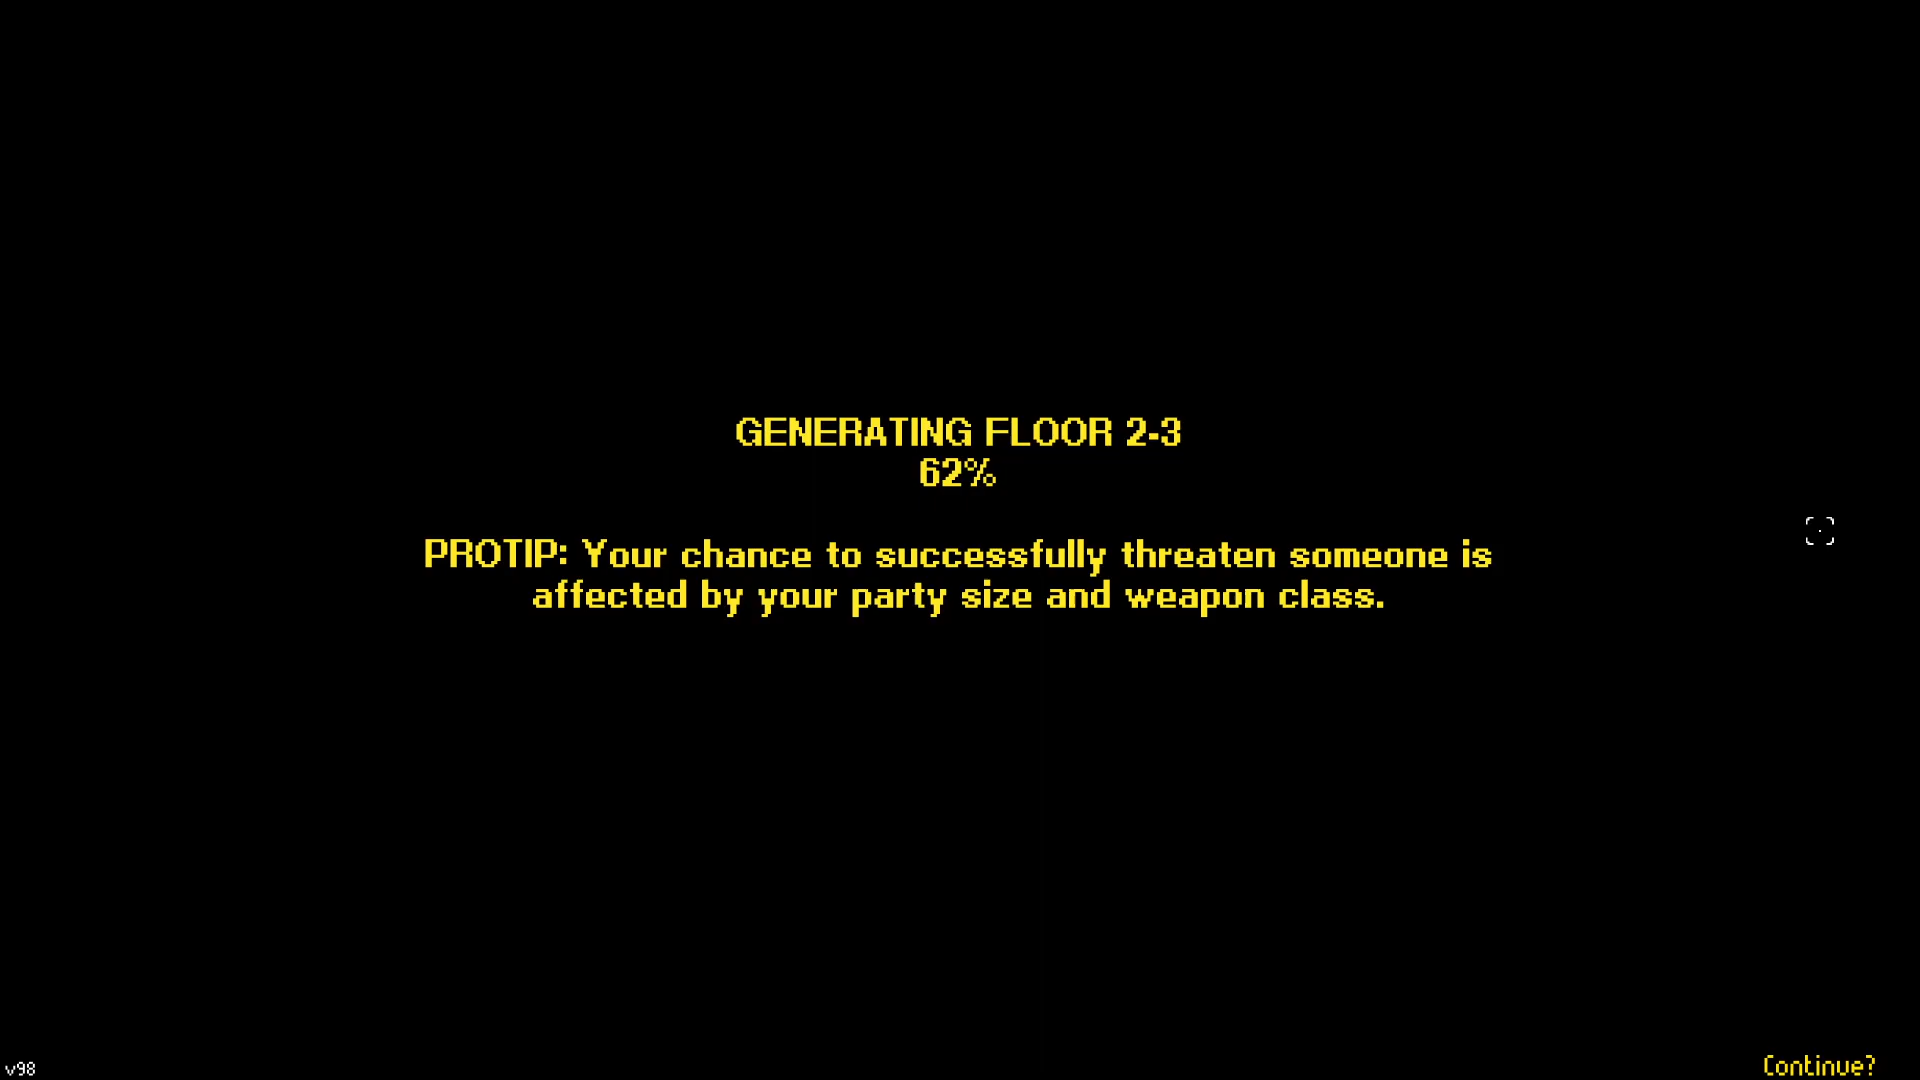 GENERATING FLOOR 2-3
62%
PROTIP: Your chance to successfully threaten someone is
affected by your party size and weapon class.
v98
Continue?